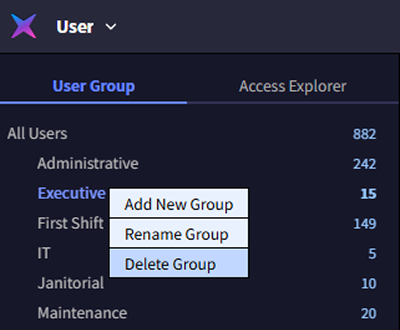 User
User Group Access Explorer
All Users 882
Administrative 242
Executive 15
Add New Group
First Shift 149
Rename Group
IT 5
Delete Group
Janitorial 10
Maintenance 20